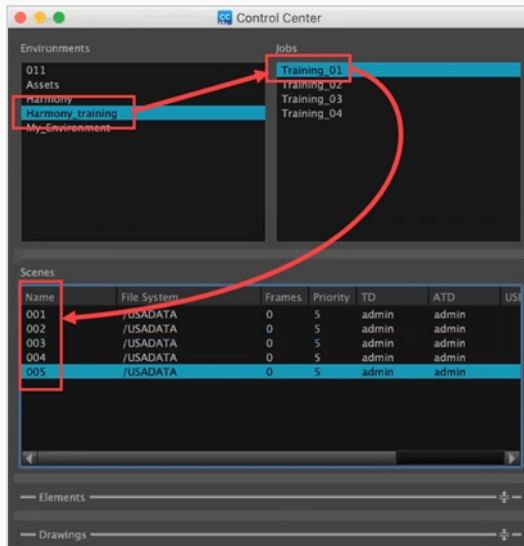 Control Center
Environments
Jobs
011
Assets
Harmony
Harmony_training
My_Environment
Training_01
Training_02
Training_03
Training_04
Scenes
Name File System Frames Priority TD ATD
001 /USADATA 0 5 admin admin
002 /USADATA 0 5 admin admin
003 /USADATA 0 5 admin admin
004 /USADATA 0 5 admin admin
005 /USADATA 0 5 admin admin
Elements
Drawings